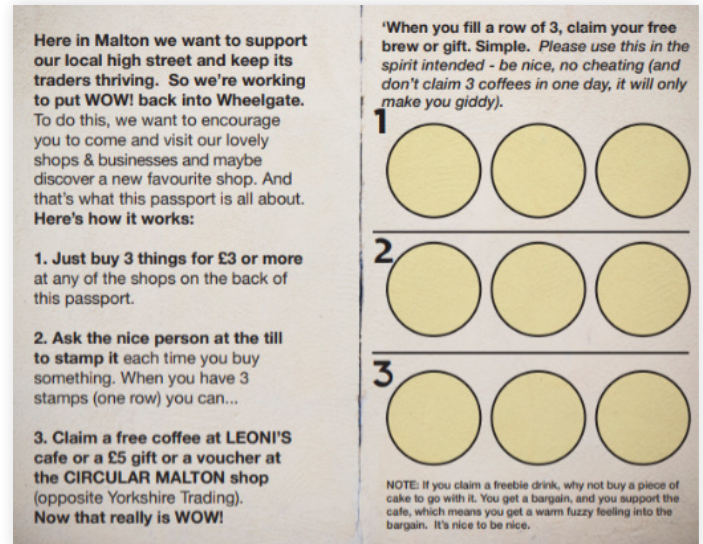 Here in Malton we want to support
our local high street and keep its
traders thriving.  So we're working
to put WOW! back into Wheelgate.
To do this, we want to encourage
you to come and visit our lovely
shops & businesses and maybe
discover a new favourite shop. And
that's what this passport is all about.
Here's how it works:
1. Just buy 3 things for £3 or more
at any of the shops on the back of
this passport.
2. Ask the nice person at the till
to stamp it each time you buy
something. When you have 3
stamps (one row) you can...
3. Claim a free coffee at LEONI'S
cafe or a £5 gift or a voucher at
the CIRCULAR MALTON shop
(opposite Yorkshire Trading).
Now that really is WOW!
'When you fill a row of 3, claim your free
brew or gift. Simple.  Please use this in the
spirit intended - be nice, no cheating (and
don't claim 3 coffees in one day, it will only
make you giddy).
1
2
3
NOTE: If you claim a freebie drink, why not buy a piece of
cake to go with it. You get a bargain, and you support the
cafe, which means you get a warm fuzzy feeling into the
bargain.  It's nice to be nice.